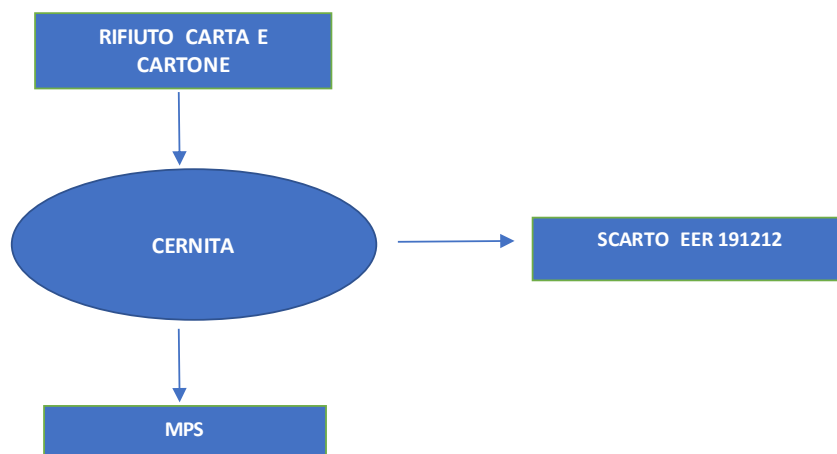 RIFIUTO CARTA E
CARTONE
CERNITA
SCARTO EER 191212
MPS